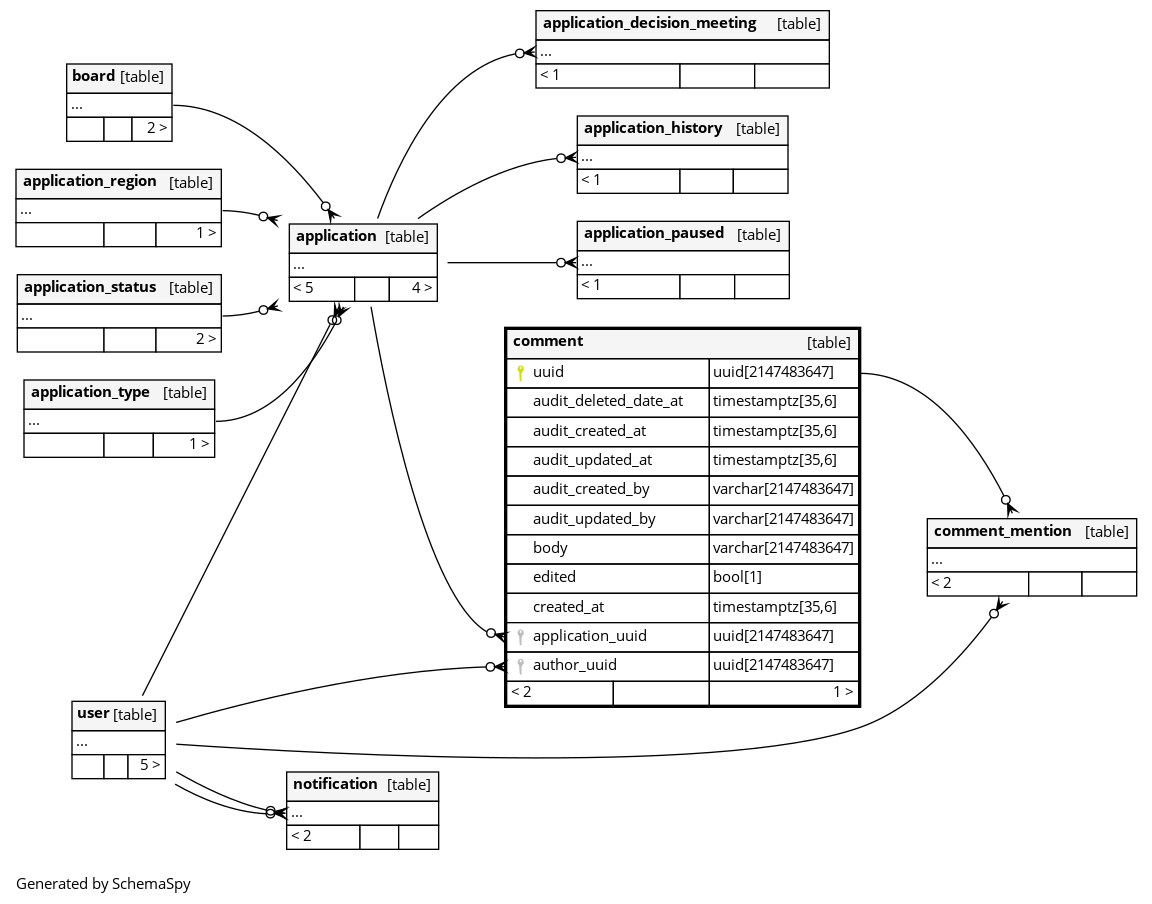 application_decision_meeting [table]
...
< 1
board [table]
...
2 >
application_history [table]
...
< 1
application_region [table]
...
1 >
application [table]
...
< 5 4 >
application_paused [table]
...
< 1
application_status [table]
...
2 >
application_type [table]
...
1 >
comment [table]
uuid uuid[2147483647]
audit_deleted_date_at timestamptz[35,6]
audit_created_at timestamptz[35,6]
audit_updated_at timestamptz[35,6]
audit_created_by varchar[2147483647]
audit_updated_by varchar[2147483647]
body varchar[2147483647]
edited bool[1]
created_at timestamptz[35,6]
application_uuid uuid[2147483647]
author_uuid uuid[2147483647]
< 2 1 >
comment_mention [table]
...
< 2
user [table]
...
5 >
notification [table]
...
< 2
Generated by SchemaSpy